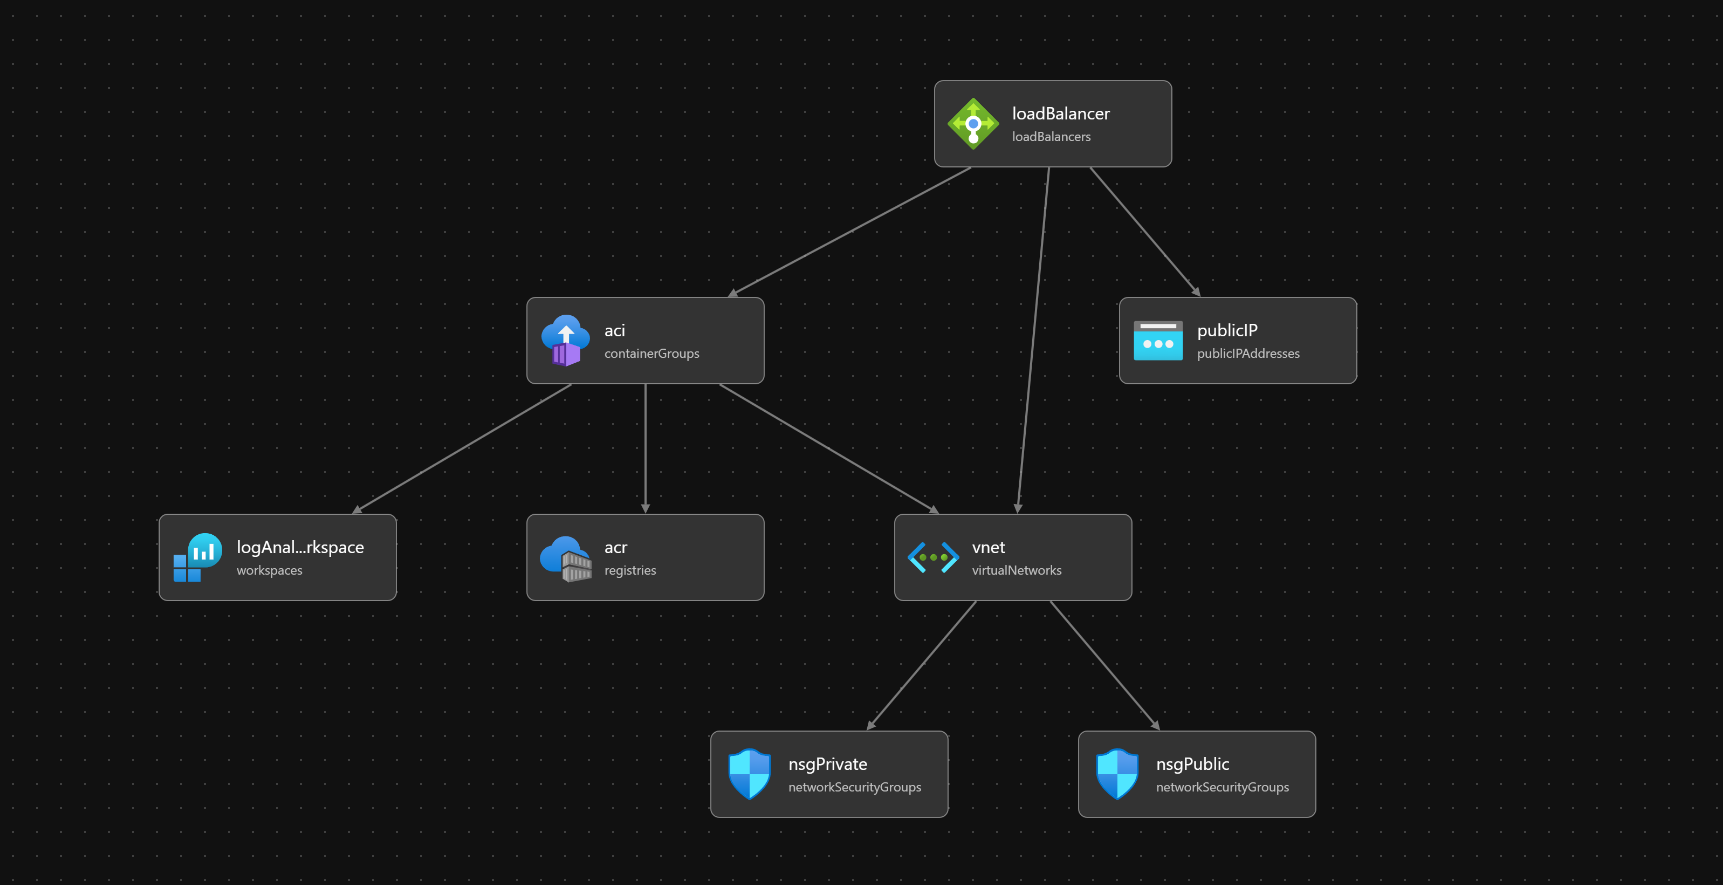 loadBalancer
loadBalancers
aci
containerGroups
publicIP
publicIPAddresses
logAnal...rkspace
workspaces
acr
registries
vnet
virtualNetworks
nsgPrivate
networkSecurityGroups
nsgPublic
networkSecurityGroups